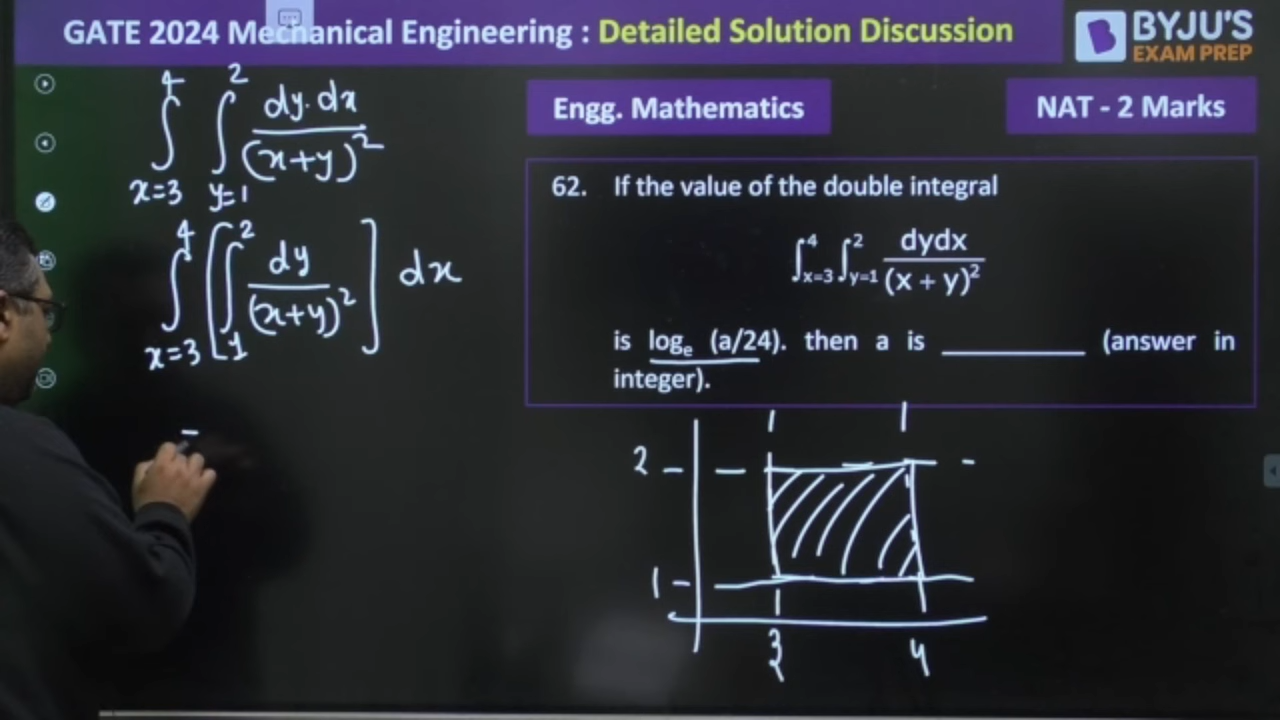 GATE 2024 Mechanical Engineering : Detailed Solution Discussion
BYJU'S
EXAM PREP
Engg. Mathematics
NAT - 2 Marks
∫_{x=3}^{4} ∫_{y=1}^{2} dy·dx / (x+y)^2
∫_{x=3}^{4} [∫_{1}^{2} dy / (x+y)^2] dx
=
62. If the value of the double integral
∫_{x=3}^{4} ∫_{y=1}^{2} dydx / (x + y)^2
is log_e (a/24). then a is __________ (answer in
integer).
2
1
3 4